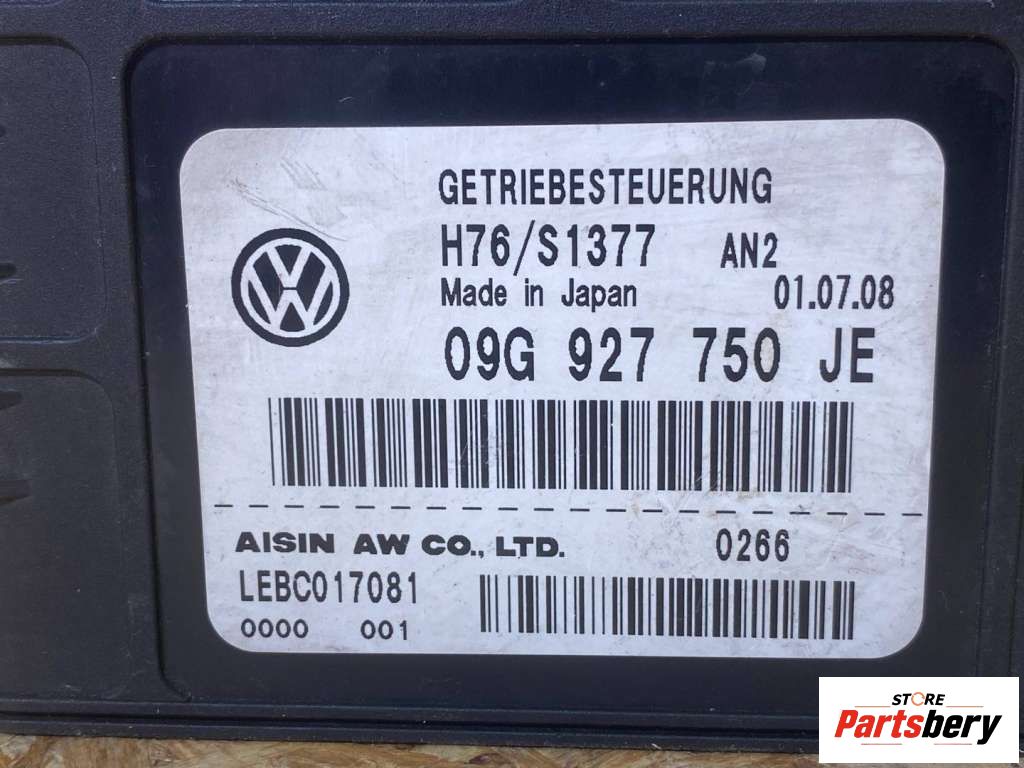 GETRIEBESTEUERUNG
H76/S1377 AN2
Made in Japan 01.07.08
09G 927 750 JE
AISIN AW CO., LTD. 0266
LEBC017081
0000 001
STORE
Partsbery